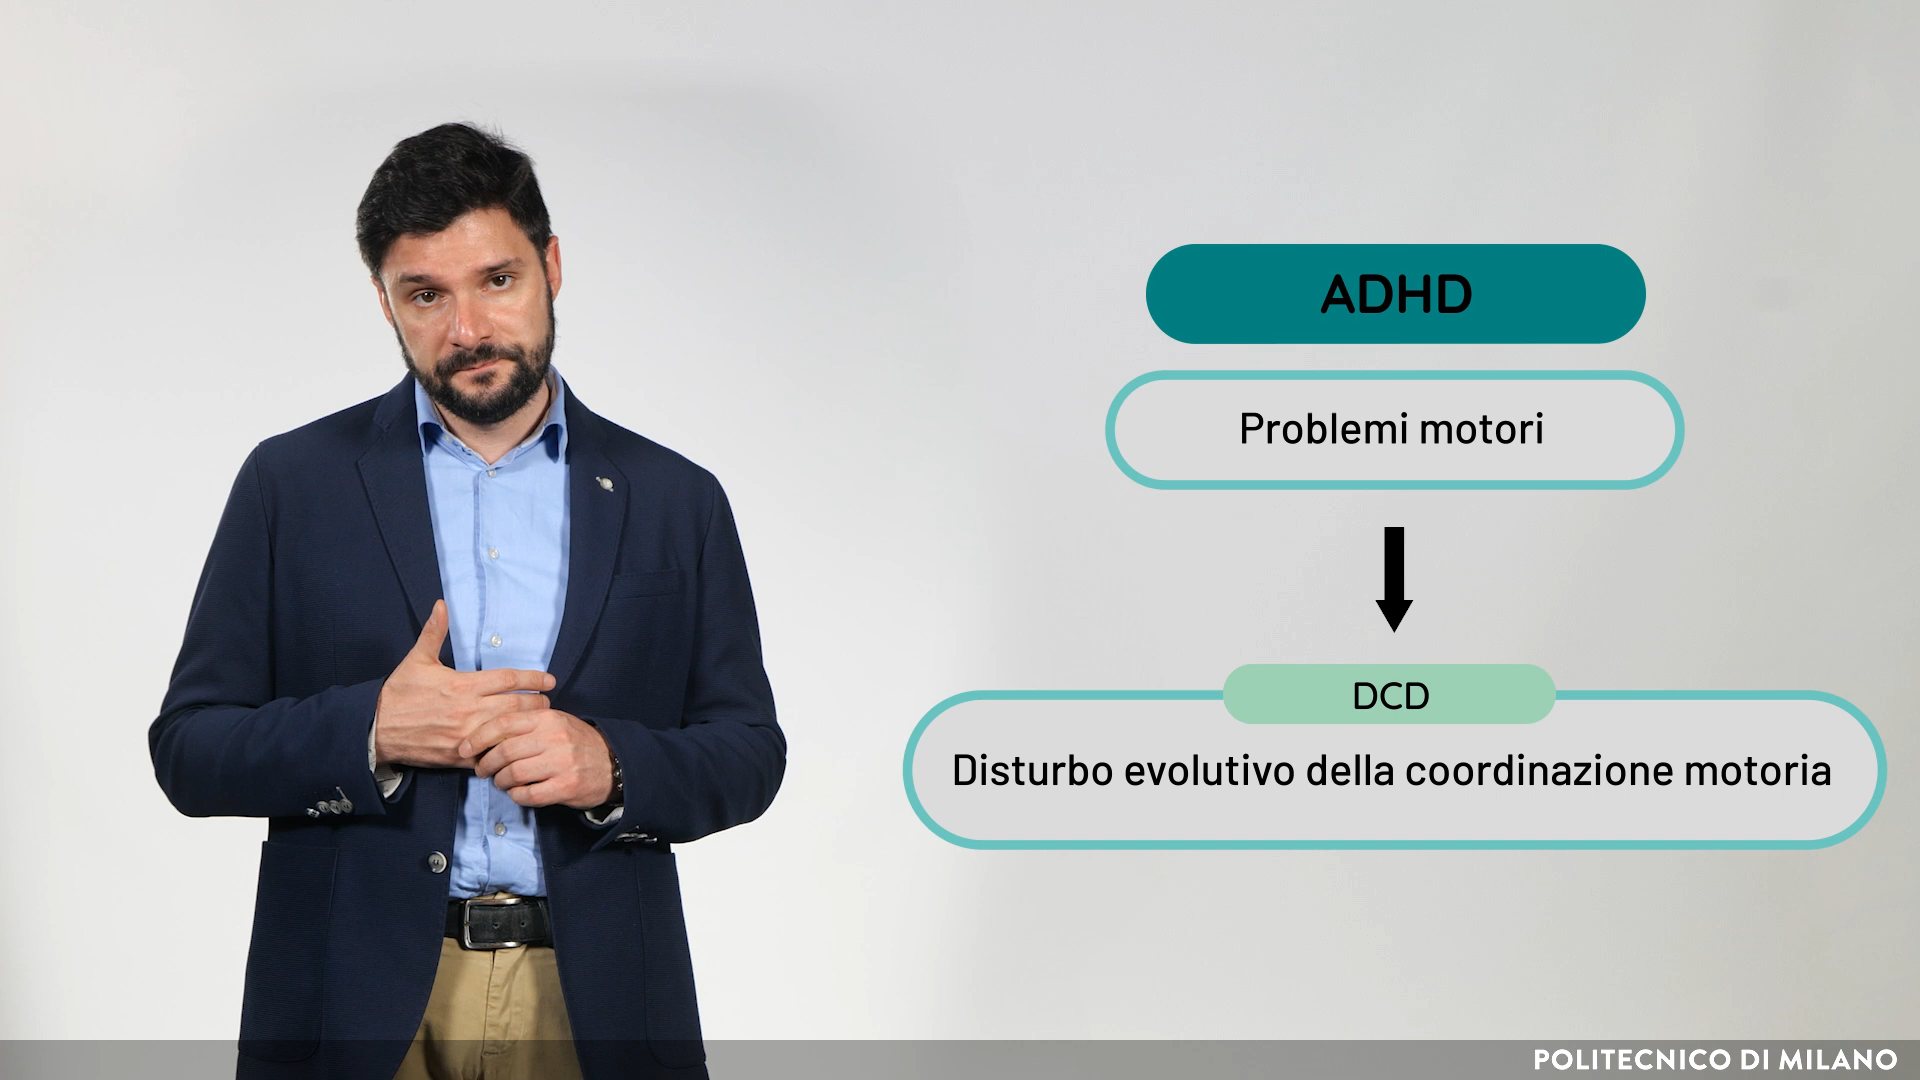 ADHD
Problemi motori
DCD
Disturbo evolutivo della coordinazione motoria
POLITECNICO DI MILANO